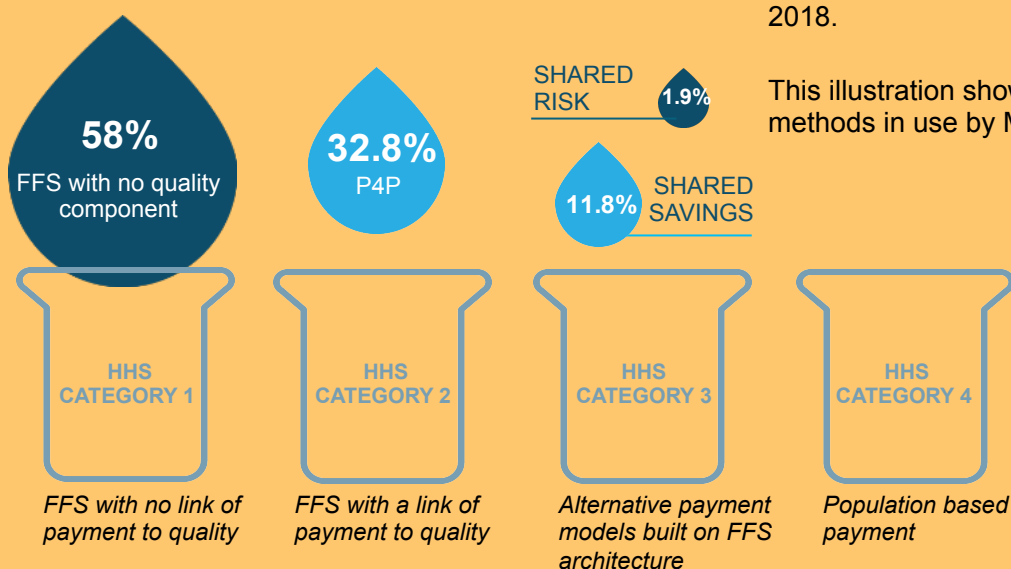 2018.
This illustration show
methods in use by M
58%
FFS with no quality
component
32.8%
P4P
SHARED
RISK
1.9%
11.8%
SHARED
SAVINGS
HHS
CATEGORY 1
HHS
CATEGORY 2
HHS
CATEGORY 3
HHS
CATEGORY 4
FFS with no link of
payment to quality
FFS with a link of
payment to quality
Alternative payment
models built on FFS
architecture
Population based
payment